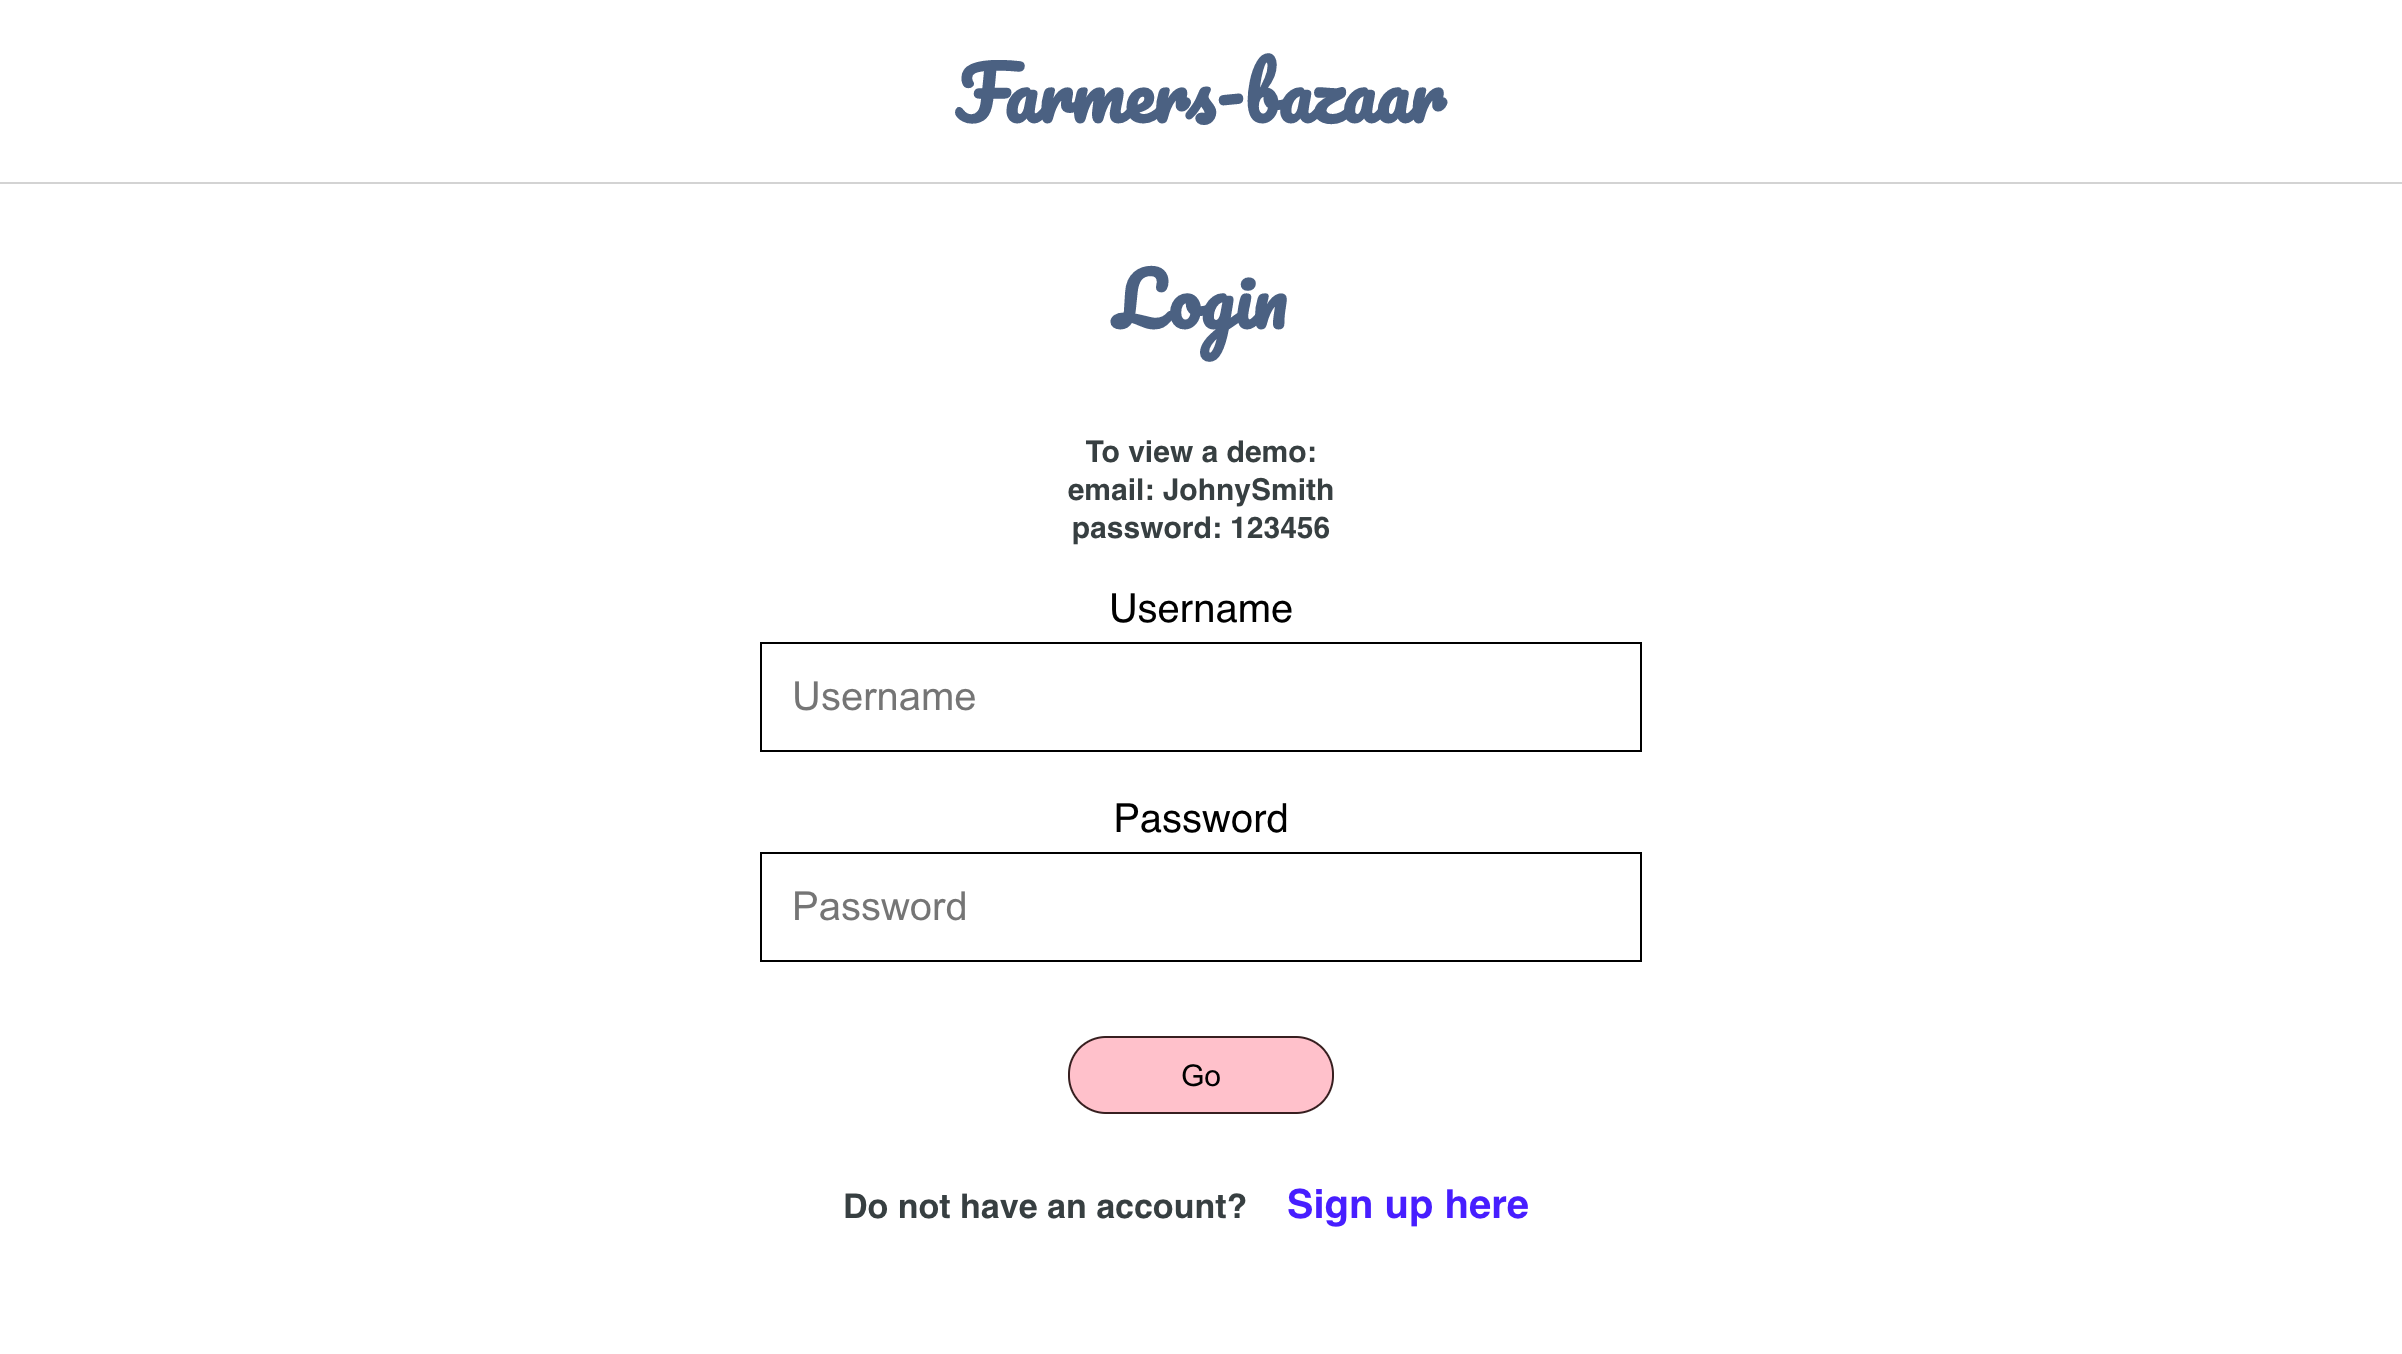 Farmers-bazaar
Login
To view a demo:
email: JohnySmith
password: 123456
Username
Username
Password
Password
Go
Do not have an account? Sign up here